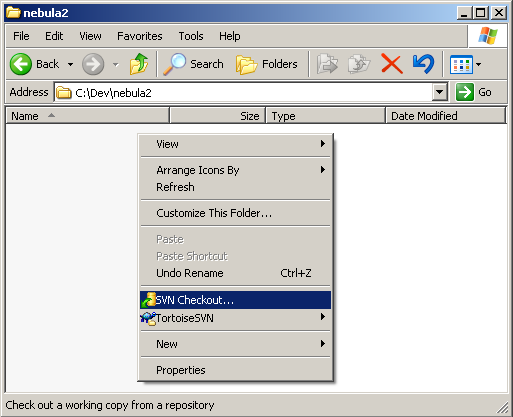 nebula2
File Edit View Favorites Tools Help
Back Search Folders
Address C:\Dev\nebula2 Go
Name Size Type Date Modified
View
Arrange Icons By
Refresh
Customize This Folder...
Paste
Paste Shortcut
Undo Rename Ctrl+Z
SVN Checkout...
TortoiseSVN
New
Properties
Check out a working copy from a repository